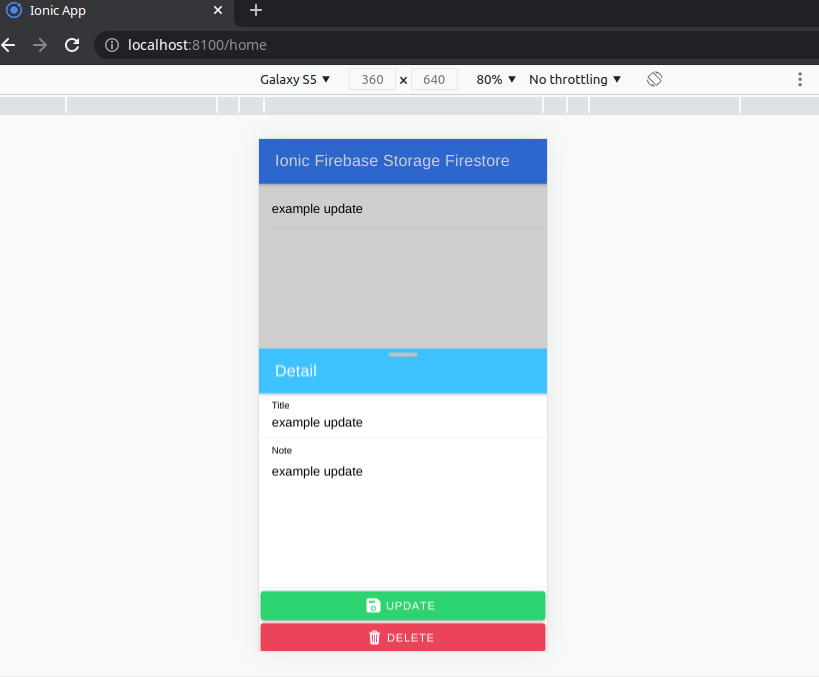 Ionic App
localhost:8100/home
Galaxy S5 360 x 640 80% No throttling
Ionic Firebase Storage Firestore
example update
Detail
Title
example update
Note
example update
UPDATE
DELETE